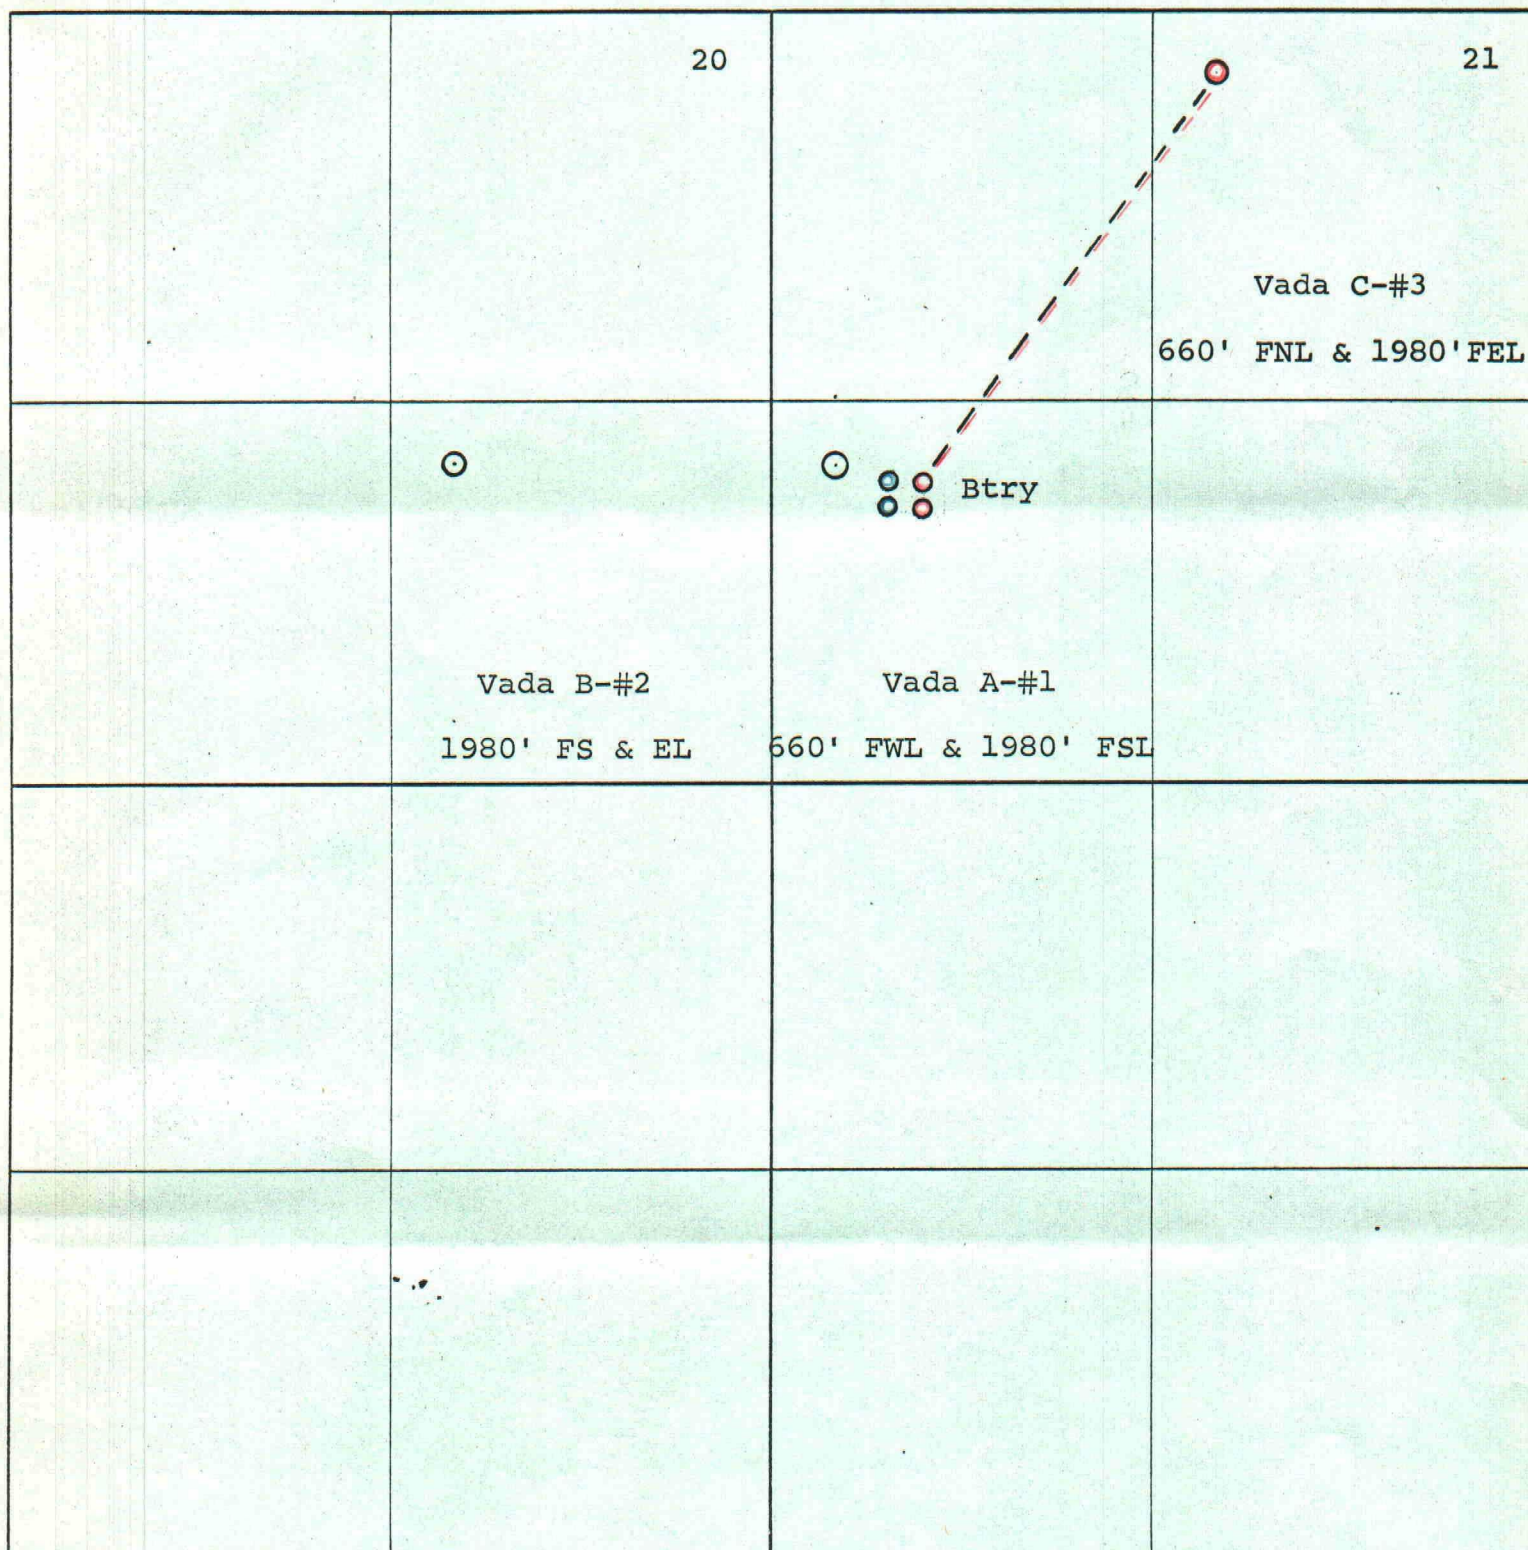 20
21
Vada C-#3
660' FNL & 1980'FEL
Btry
Vada B-#2
1980' FS & EL
Vada A-#1
660' FWL & 1980' FSL